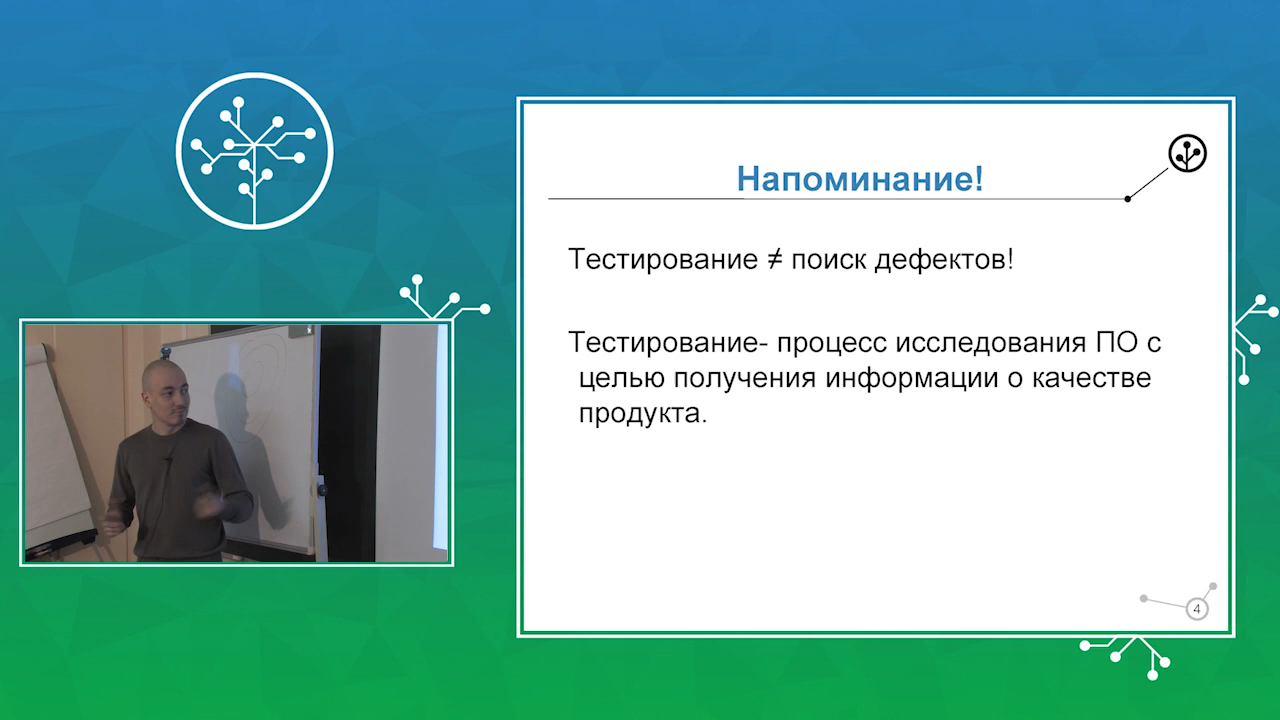 Напоминание!
Тестирование ≠ поиск дефектов!
Тестирование- процесс исследования ПО с
целью получения информации о качестве
продукта.
4